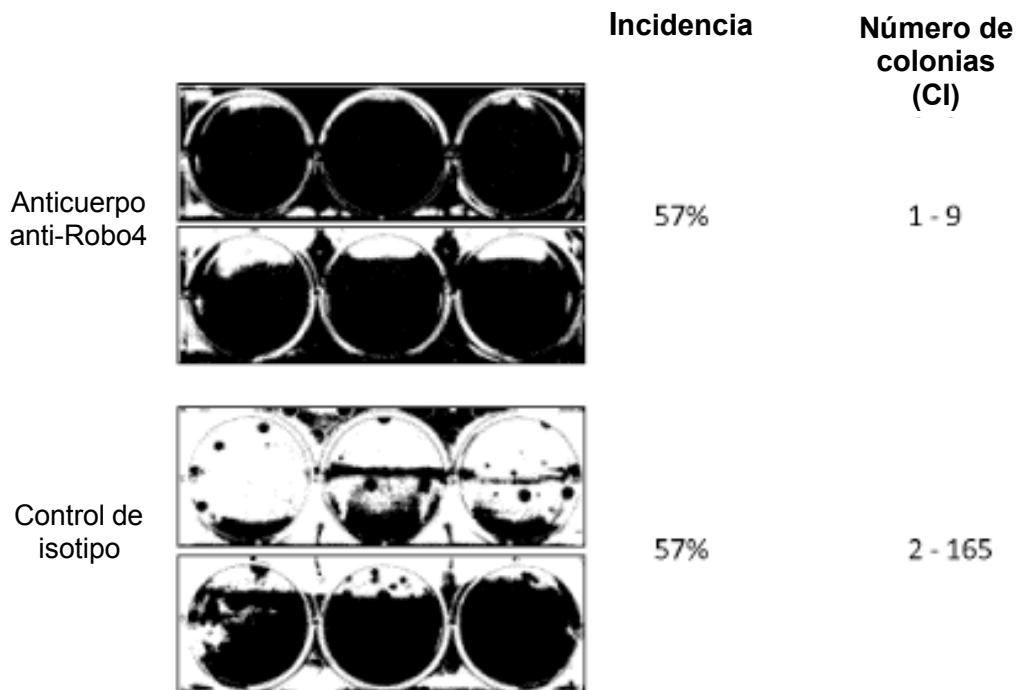 Incidencia
Número de
colonias
(CI)
Anticuerpo
anti-Robo4
57%
1 - 9
Control de
isotipo
57%
2 - 165